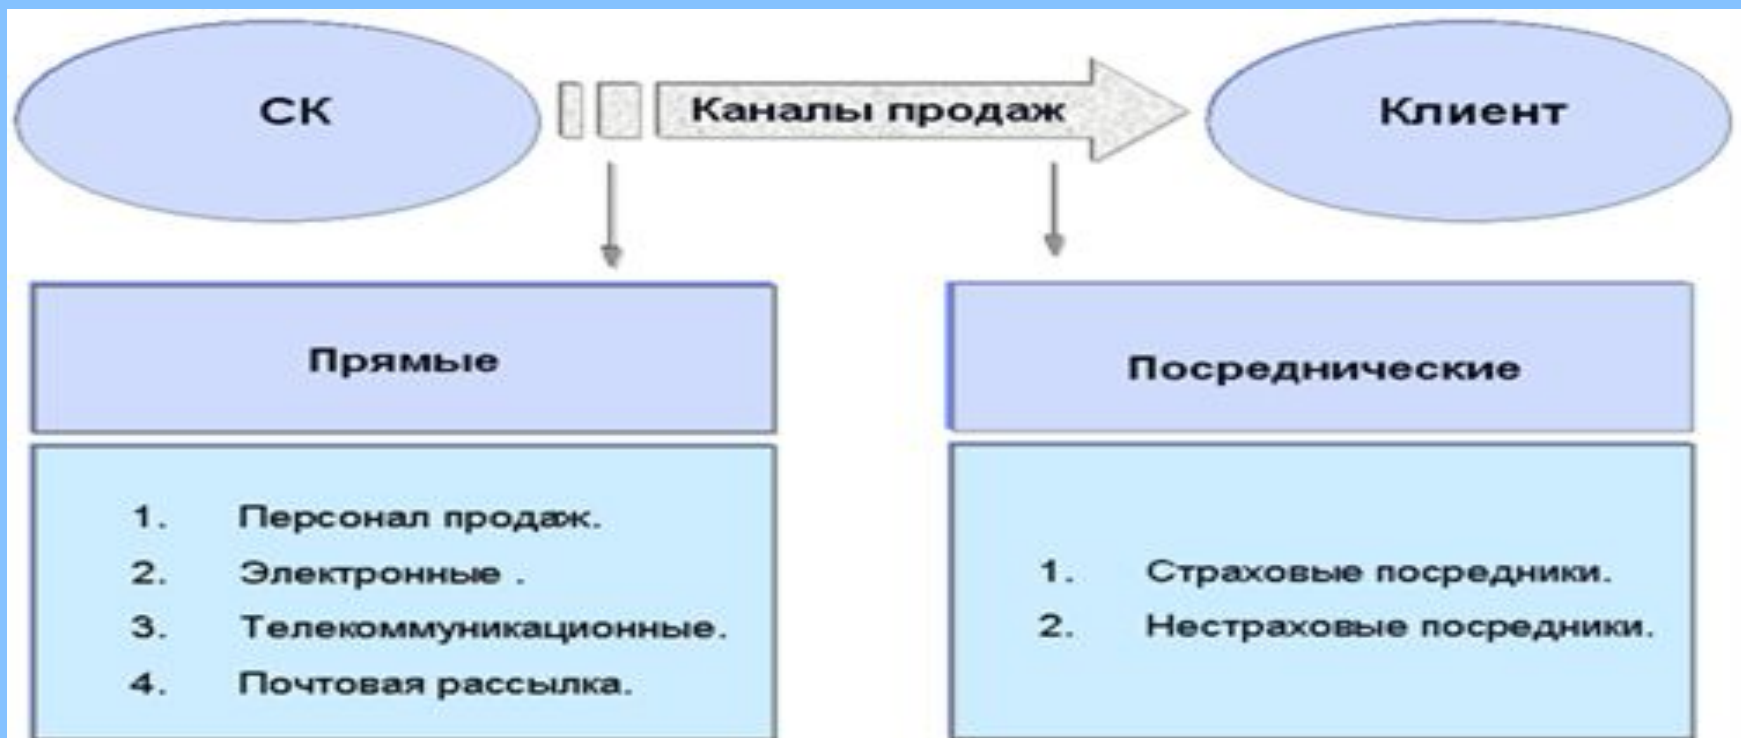 СК
Каналы продаж
Клиент
Прямые
1. Персонал продаж.
2. Электронные .
3. Телекоммуникационные.
4. Почтовая рассылка.
Посреднические
1. Страховые посредники.
2. Нестраховые посредники.